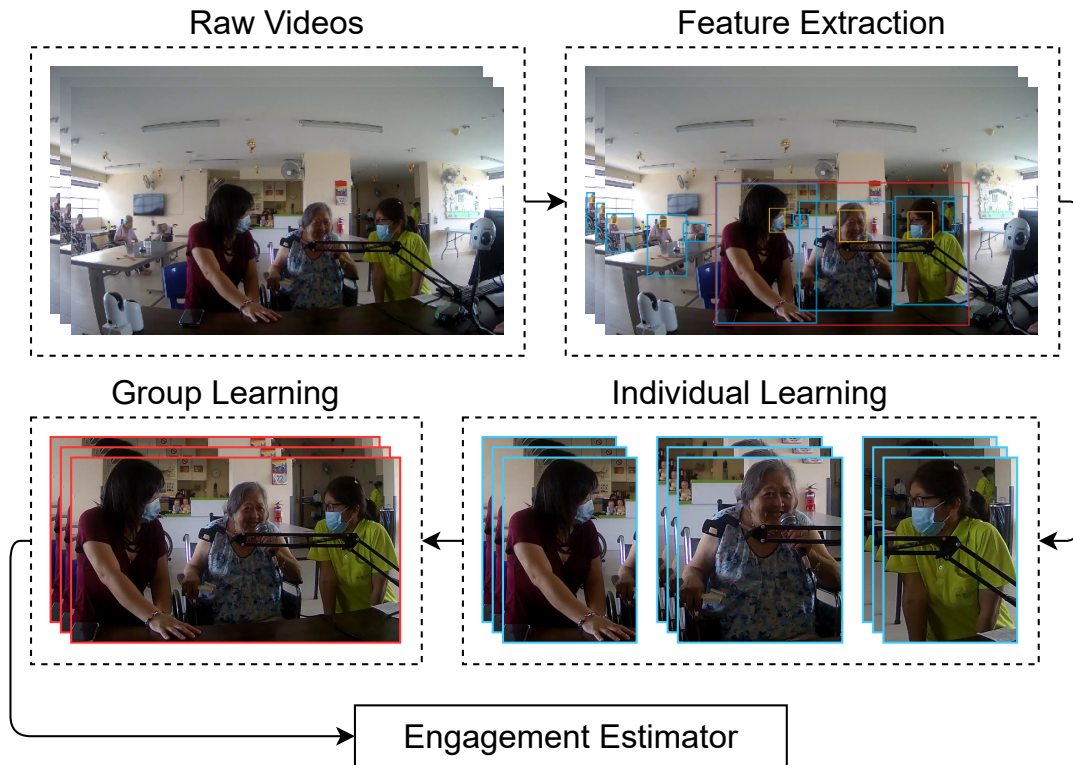 Raw Videos
Feature Extraction
Group Learning
Individual Learning
Engagement Estimator